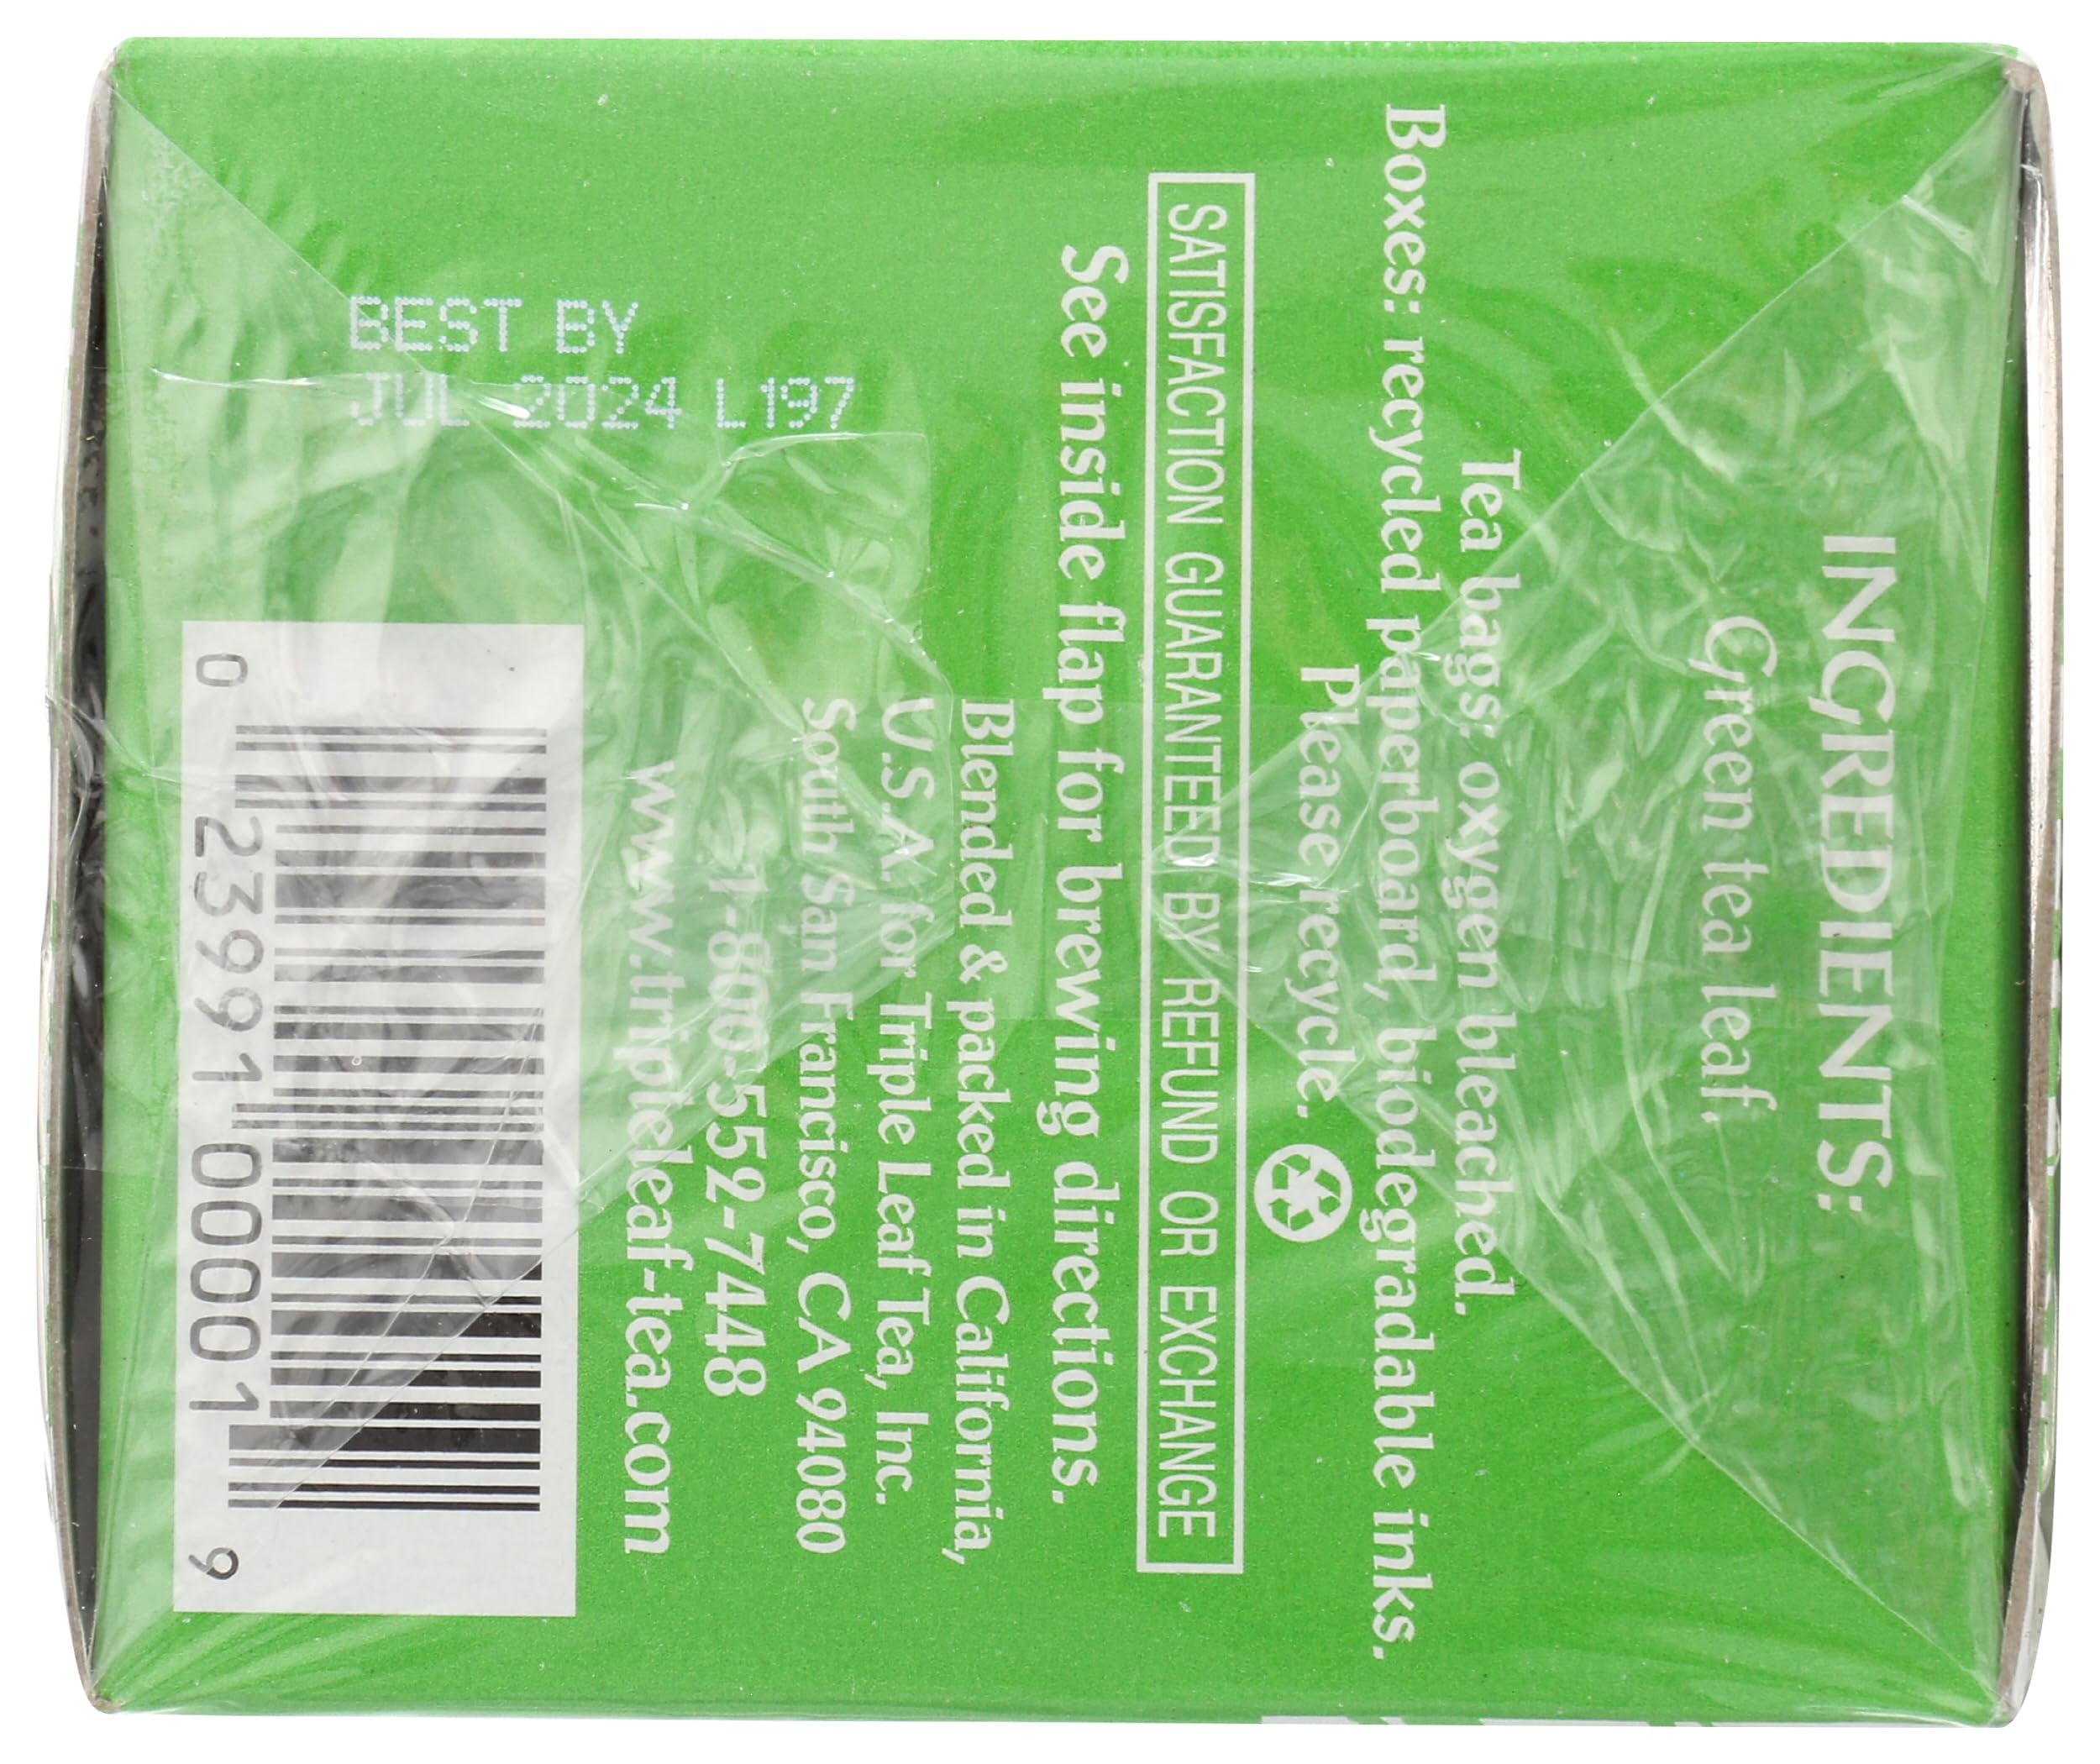 INGREDIENTS:
Green tea leaf.
Tea bags: oxygen bleached.
Boxes: recycled paperboard, biodegradable inks.
Please recycle.
SATISFACTION GUARANTEED BY REFUND OR EXCHANGE
See inside flap for brewing directions.
Blended & packed in California,
U.S.A. for Triple Leaf Tea, Inc.
South San Francisco, CA 94080
1-800-552-7448
www.tripleleaf-tea.com
0 23991 00001 9
BEST BY
JUL 2024 L197